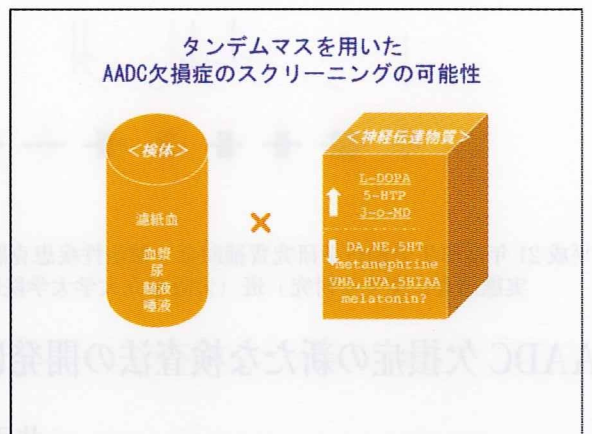 タンデムマスを用いた
AADC欠損症のスクリーニングの可能性
＜検体＞
濾紙血
血漿
尿
髄液
唾液
×
＜神経伝達物質＞
L-DOPA
5-HTP
3-o-MD
DA,NE,5HT
metanephrine
VMA,HVA,5HIAA
melatonin?